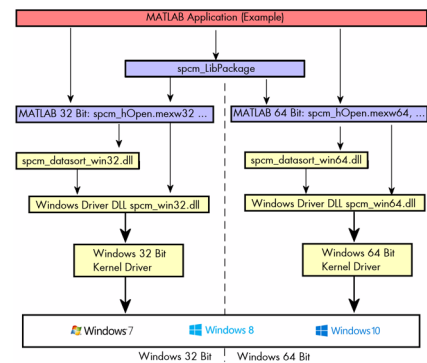 MATLAB Application (Example)
spcm_LibPackage
MATLAB 32 Bit: spcm_hOpen.mexw32 ...
MATLAB 64 Bit: spcm_hOpen.mexw64, ...
spcm_datasort_win32.dll
spcm_datasort_win64.dll
Windows Driver DLL spcm_win32.dll
Windows Driver DLL spcm_win64.dll
Windows 32 Bit
Kernel Driver
Windows 64 Bit
Kernel Driver
Windows 7
Windows 8
Windows 10
Windows 32 Bit
Windows 64 Bit